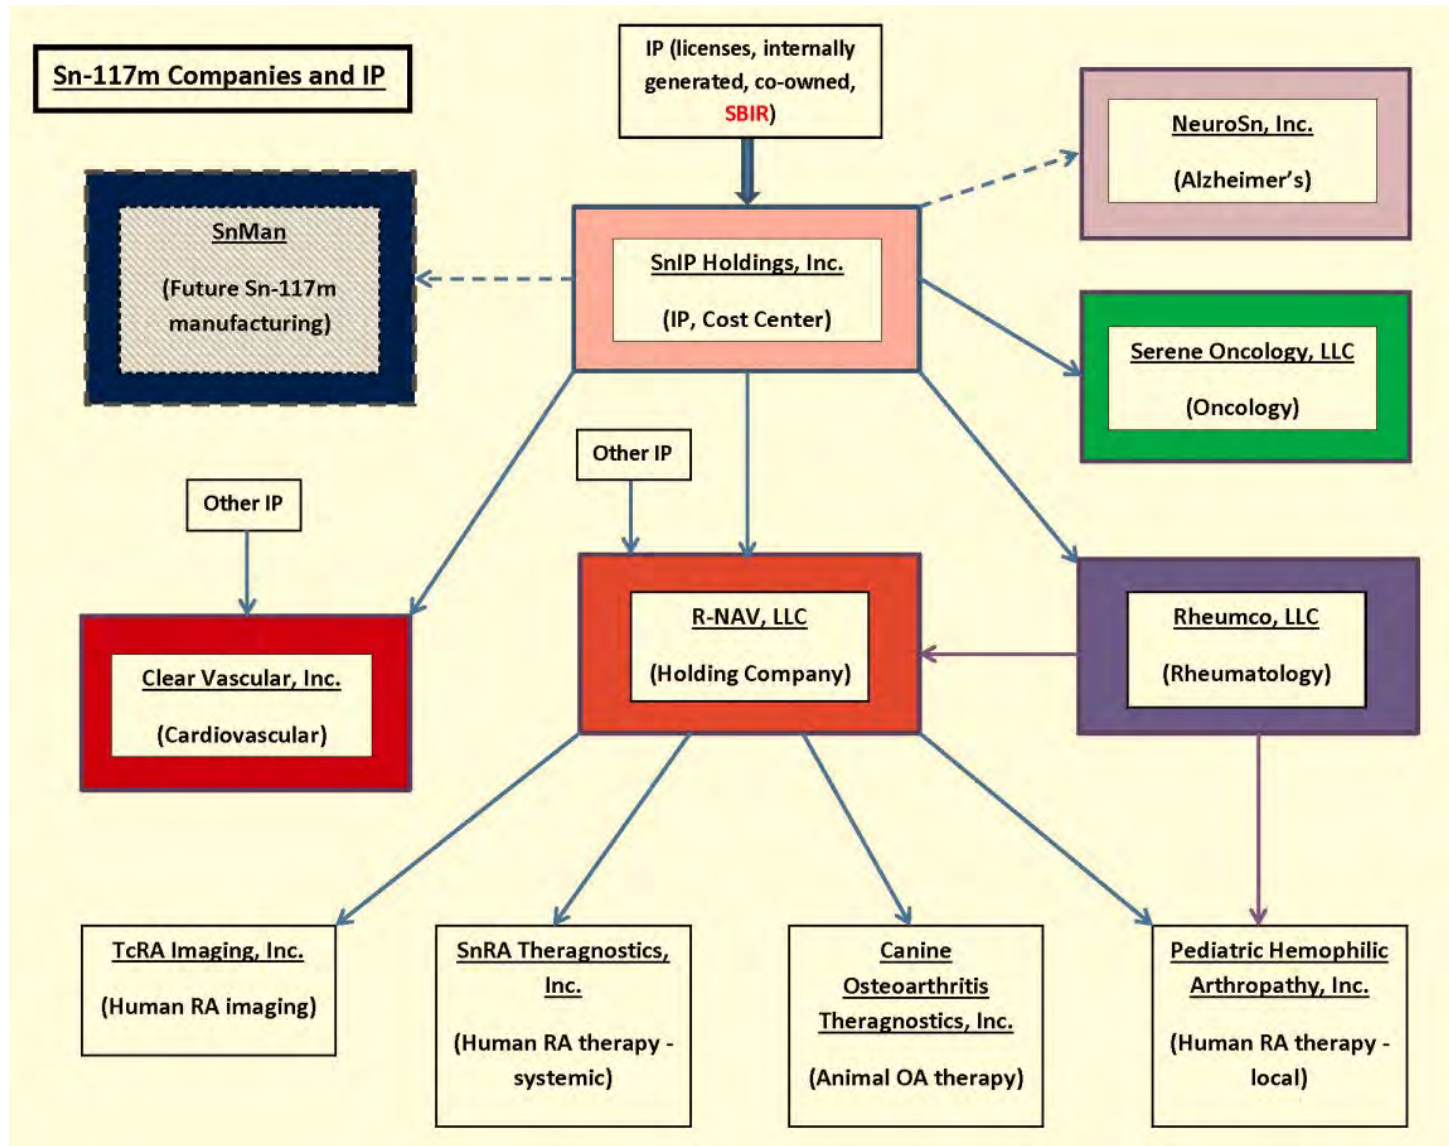 Sn-117m Companies and IP
IP (licenses, internally
generated, co-owned,
SBIR)
NeuroSn, Inc.
(Alzheimer’s)
SnMan
(Future Sn-117m
manufacturing)
SnIP Holdings, Inc.
(IP, Cost Center)
Serene Oncology, LLC
(Oncology)
Other IP
Other IP
Clear Vascular, Inc.
(Cardiovascular)
R-NAV, LLC
(Holding Company)
Rheumco, LLC
(Rheumatology)
TcRA Imaging, Inc.
(Human RA imaging)
SnRA Theragnostics,
Inc.
(Human RA therapy -
systemic)
Canine
Osteoarthritis
Theragnostics, Inc.
(Animal OA therapy)
Pediatric Hemophilic
Arthropathy, Inc.
(Human RA therapy -
local)